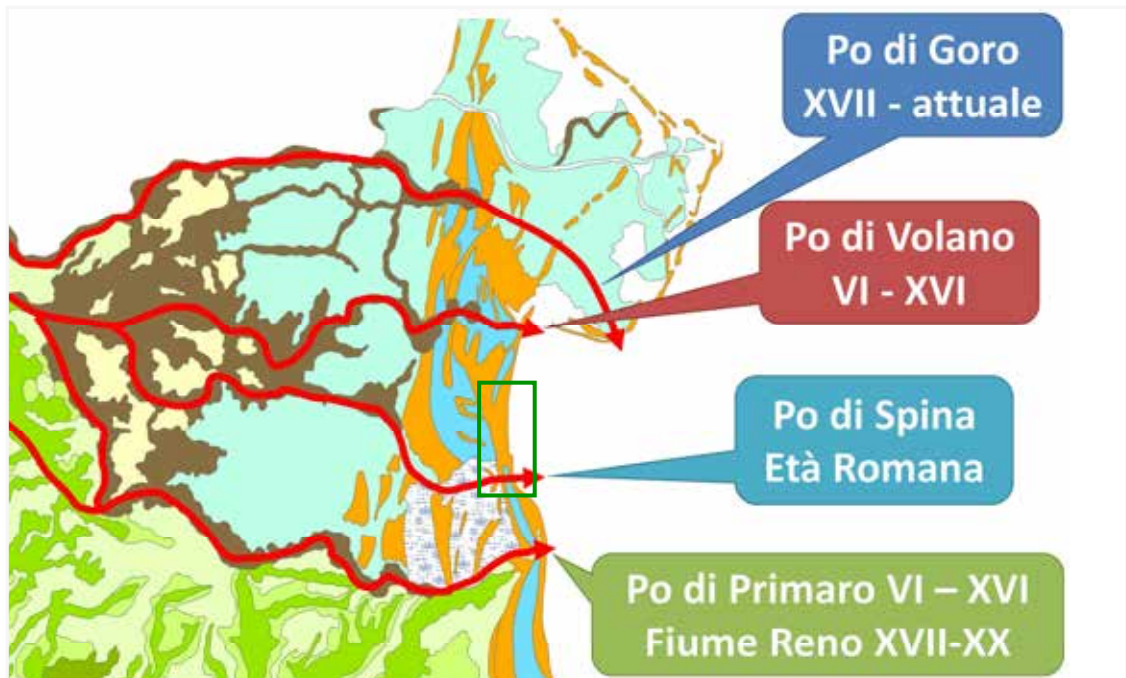 Po di Goro
XVII - attuale
Po di Volano
VI - XVI
Po di Spina
Età Romana
Po di Primaro VI – XVI
Fiume Reno XVII-XX